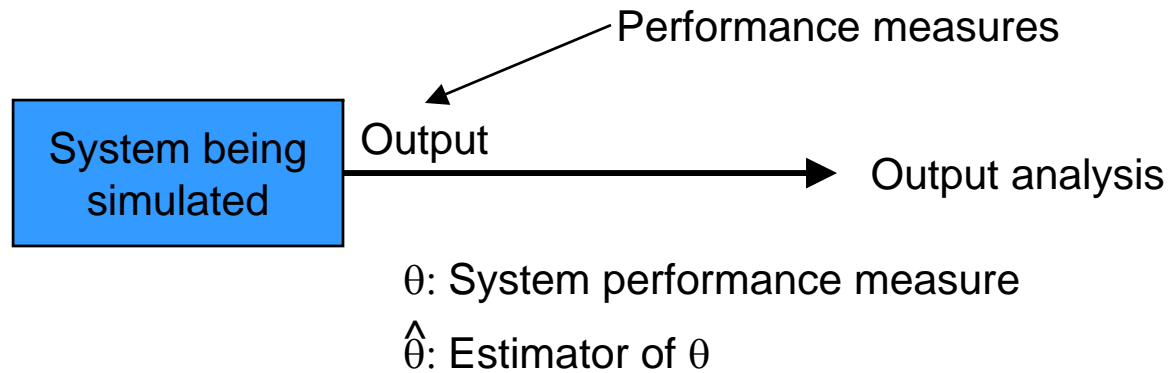 Performance measures
System being
simulated
Output
Output analysis
θ: System performance measure
θ̂: Estimator of θ